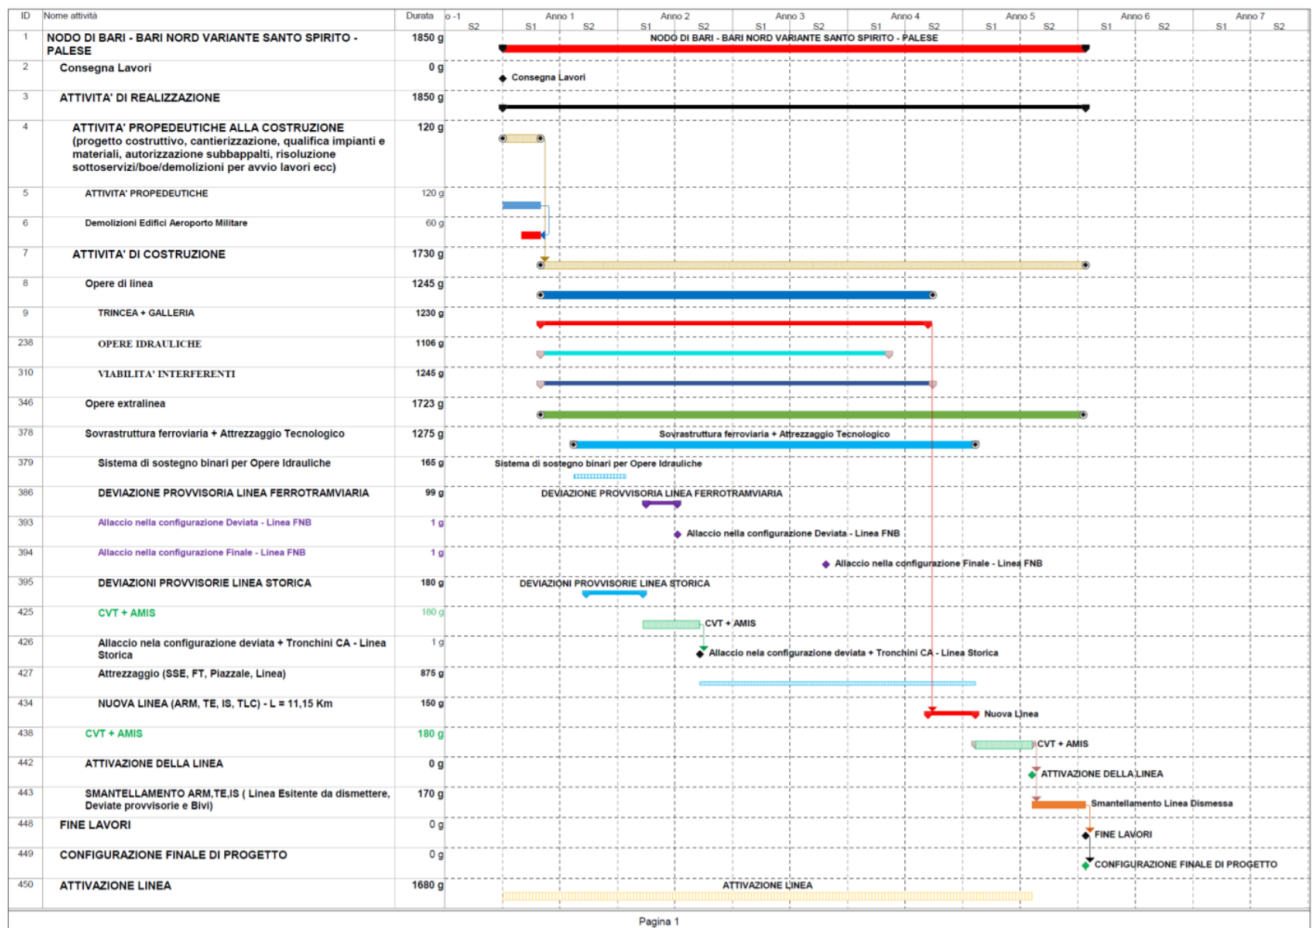 ID Nome attività Durata o -1 Anno 1 Anno 2 Anno 3 Anno 4 Anno 5 Anno 6 Anno 7
S2 S1 S2 S1 S2 S1 S2 S1 S2 S1 S2 S1 S2 S1 S2
1 NODO DI BARI - BARI NORD VARIANTE SANTO SPIRITO - 1850 g NODO DI BARI - BARI NORD VARIANTE SANTO SPIRITO - PALESE
PALESE
2 Consegna Lavori 0 g Consegna Lavori
3 ATTIVITA' DI REALIZZAZIONE 1850 g
4 ATTIVITA' PROPEDEUTICHE ALLA COSTRUZIONE 120 g
(progetto costruttivo, cantierizzazione, qualifica impianti e
materiali, autorizzazione subbappalti, risoluzione
sottoservizi/boe/demolizioni per avvio lavori ecc)
5 ATTIVITA' PROPEDEUTICHE 120 g
6 Demolizioni Edifici Aeroporto Militare 60 g
7 ATTIVITA' DI COSTRUZIONE 1730 g
8 Opere di linea 1245 g
9 TRINCEA + GALLERIA 1230 g
238 OPERE IDRAULICHE 1106 g
310 VIABILITA' INTERFERENTI 1245 g
346 Opere extralinea 1723 g
378 Sovrastruttura ferroviaria + Attrezzaggio Tecnologico 1275 g Sovrastruttura ferroviaria + Attrezzaggio Tecnologico
379 Sistema di sostegno binari per Opere Idrauliche 165 g Sistema di sostegno binari per Opere Idrauliche
386 DEVIAZIONE PROVVISORIA LINEA FERROTRAMVIARIA 99 g DEVIAZIONE PROVVISORIA LINEA FERROTRAMVIARIA
393 Allaccio nella configurazione Deviata - Linea FNB 1 g Allaccio nella configurazione Deviata - Linea FNB
394 Allaccio nella configurazione Finale - Linea FNB 1 g Allaccio nella configurazione Finale - Linea FNB
395 DEVIAZIONI PROVVISORIE LINEA STORICA 180 g DEVIAZIONI PROVVISORIE LINEA STORICA
425 CVT + AMIS 180 g CVT + AMIS
426 Allaccio nela configurazione deviata + Tronchini CA - Linea 1 g Allaccio nela configurazione deviata + Tronchini CA - Linea Storica
Storica
427 Attrezzaggio (SSE, FT, Piazzale, Linea) 875 g
434 NUOVA LINEA (ARM, TE, IS, TLC) - L = 11,15 Km 150 g Nuova Linea
438 CVT + AMIS 180 g CVT + AMIS
442 ATTIVAZIONE DELLA LINEA 0 g ATTIVAZIONE DELLA LINEA
443 SMANTELLAMENTO ARM,TE,IS ( Linea Esitente da dismettere, 170 g Smantellamento Linea Dismessa
Deviate provvisorie e Bivi)
448 FINE LAVORI 0 g FINE LAVORI
449 CONFIGURAZIONE FINALE DI PROGETTO 0 g CONFIGURAZIONE FINALE DI PROGETTO
450 ATTIVAZIONE LINEA 1680 g ATTIVAZIONE LINEA
Pagina 1